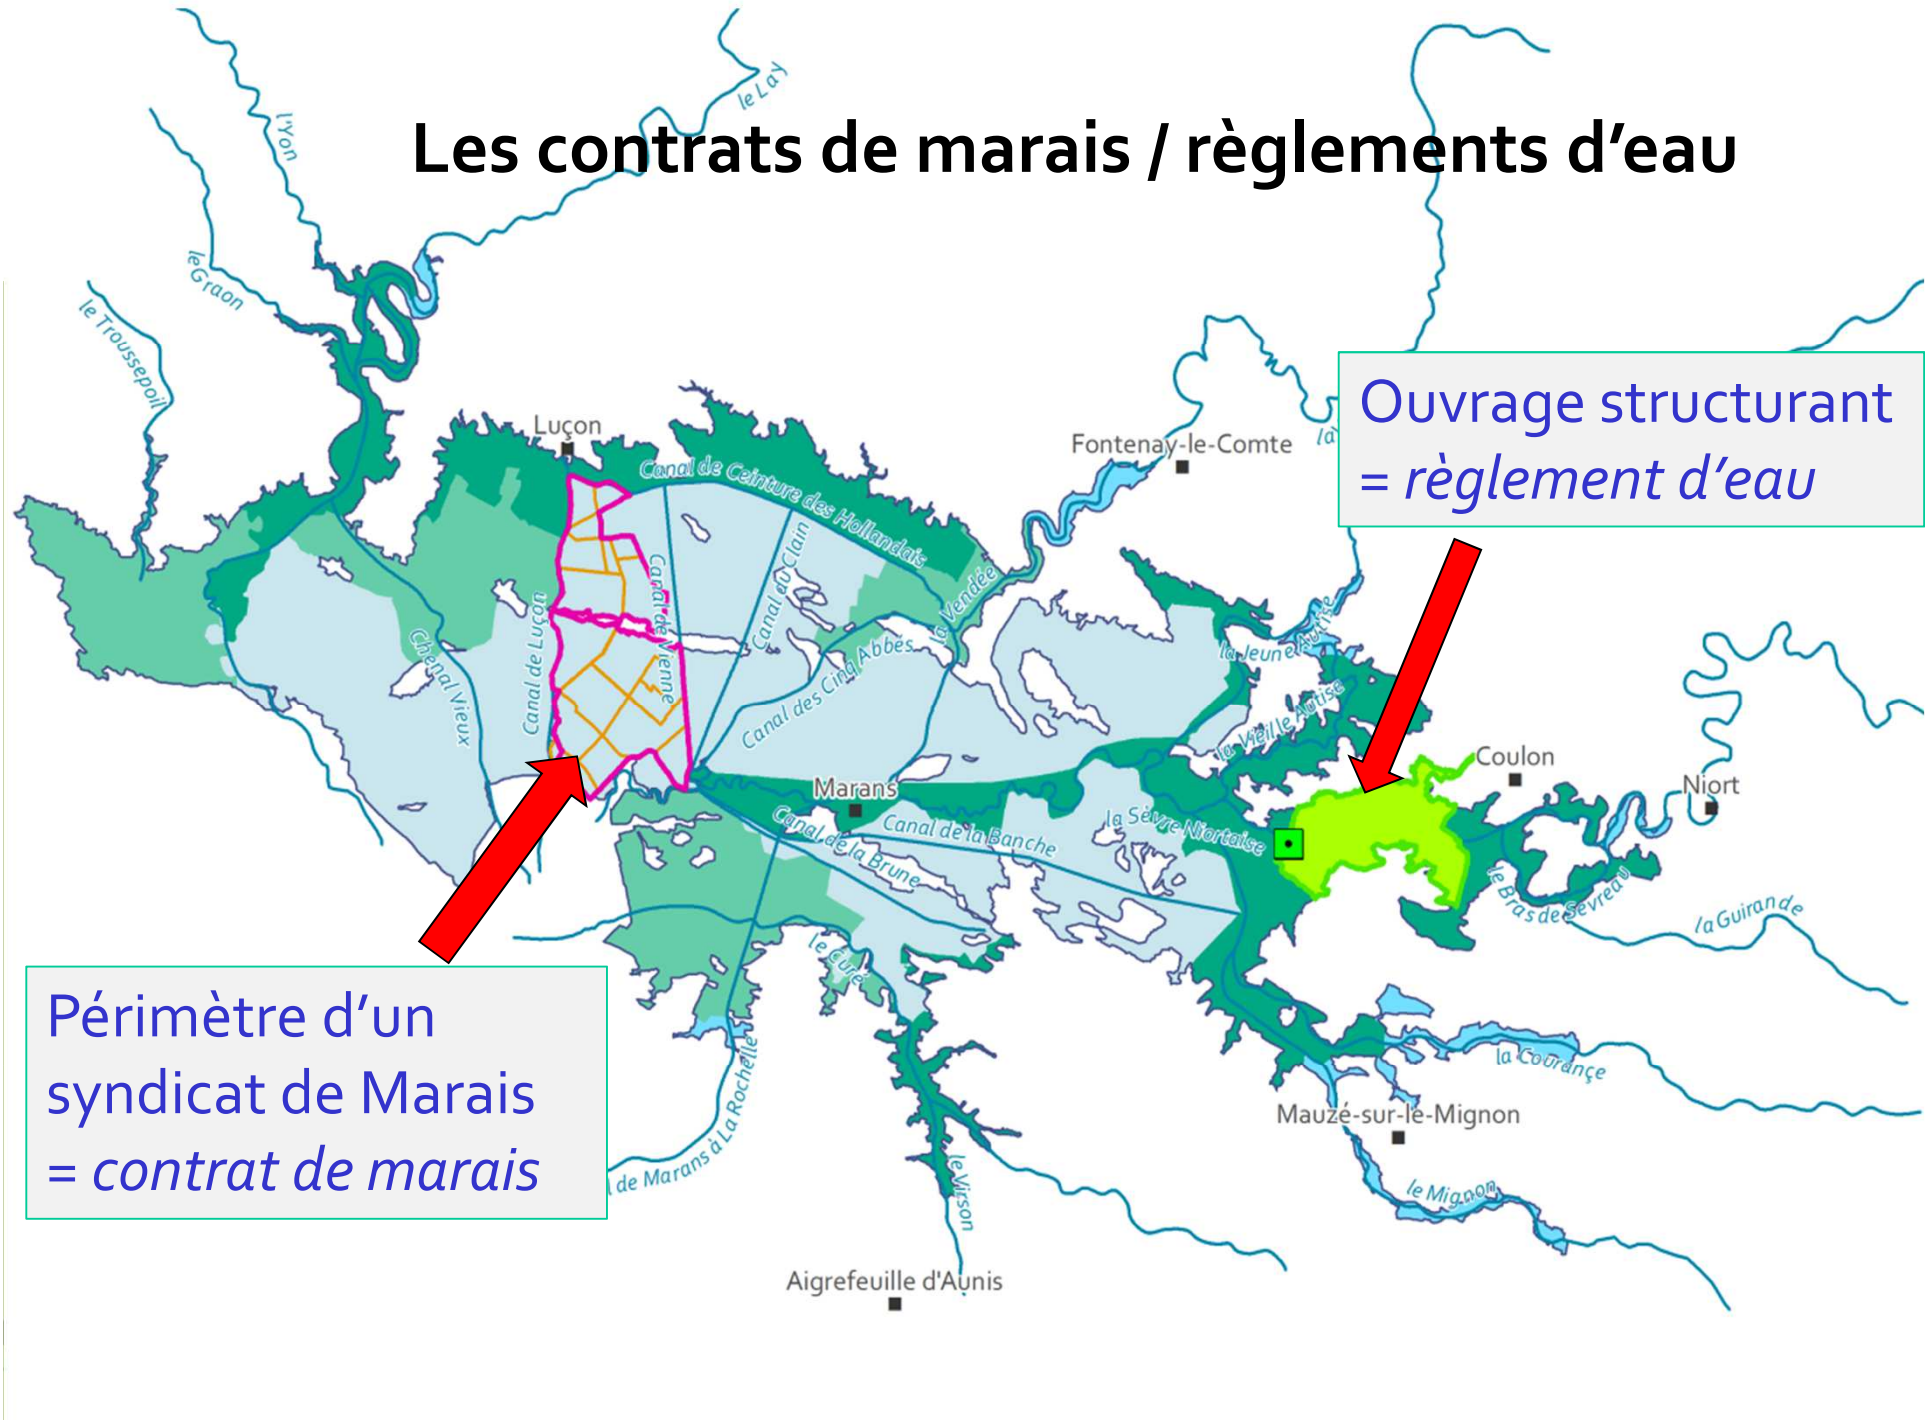 le Lay
l'Yon
Les contrats de marais / règlements d'eau
le Graon
le Troussepoil
Ouvrage structurant
= règlement d'eau
Luçon
Fontenay-le-Comte
la
Canal de Ceinture des Hollandais
Canal du Clain
Canal de Vienne
la Vendée
Canal de Luçon
Chenal Vieux
Canal des Cinq Abbés
la Jeune Autise
la Vieille Autise
Coulon
Niort
Marans
la Sèvre Niortaise
Canal de la Banche
Canal de la Brune
le Bras de Sevreau
la Guirande
le Curé
Périmètre d'un
syndicat de Marais
= contrat de marais
de Marans à La Rochelle
la Courançe
Mauzé-sur-le-Mignon
le Mignon
le Virson
Aigrefeuille d'Aunis